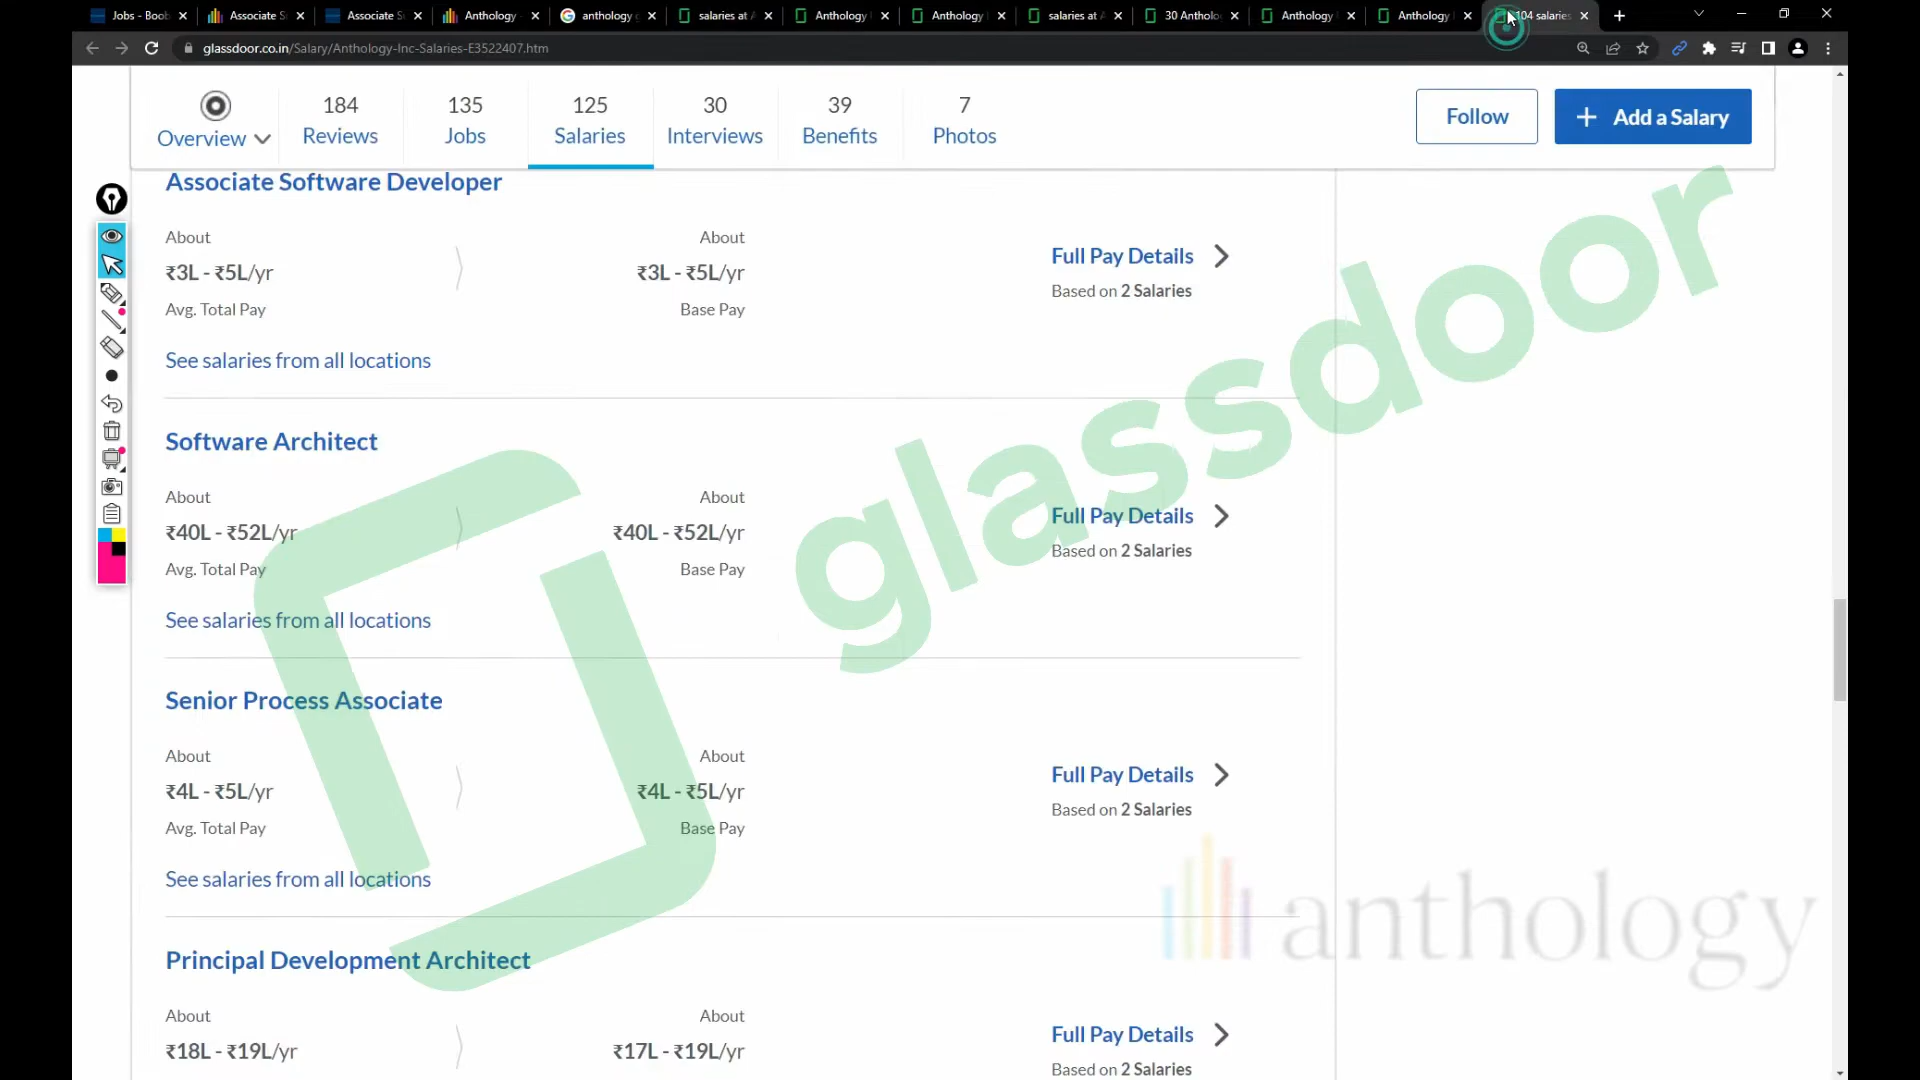 Jobs - Boob
Associate S
Associate S
Anthology
anthology
salaries at
Anthology
Anthology
salaries at
30 Antholo
Anthology
Anthology
104 salaries
glassdoor.co.in/Salary/Anthology-Inc-Salaries-E3522407.htm
Overview
184
Reviews
135
Jobs
125
Salaries
30
Interviews
39
Benefits
7
Photos
Follow
+ Add a Salary
Associate Software Developer
About
₹3L - ₹5L/yr
Avg. Total Pay
About
₹3L - ₹5L/yr
Base Pay
Full Pay Details
Based on 2 Salaries
See salaries from all locations
Software Architect
About
₹40L - ₹52L/yr
Avg. Total Pay
About
₹40L - ₹52L/yr
Base Pay
Full Pay Details
Based on 2 Salaries
See salaries from all locations
glassdoor
Senior Process Associate
About
₹4L - ₹5L/yr
Avg. Total Pay
About
₹4L - ₹5L/yr
Base Pay
Full Pay Details
Based on 2 Salaries
See salaries from all locations
anthology
Principal Development Architect
About
₹18L - ₹19L/yr
About
₹17L - ₹19L/yr
Full Pay Details
Based on 2 Salaries